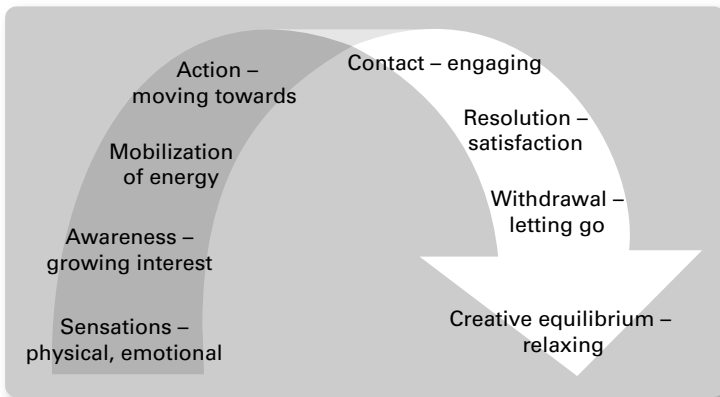 Sensations –
physical, emotional
Awareness –
growing interest
Mobilization
of energy
Action –
moving towards
Contact – engaging
Resolution –
satisfaction
Withdrawal –
letting go
Creative equilibrium –
relaxing